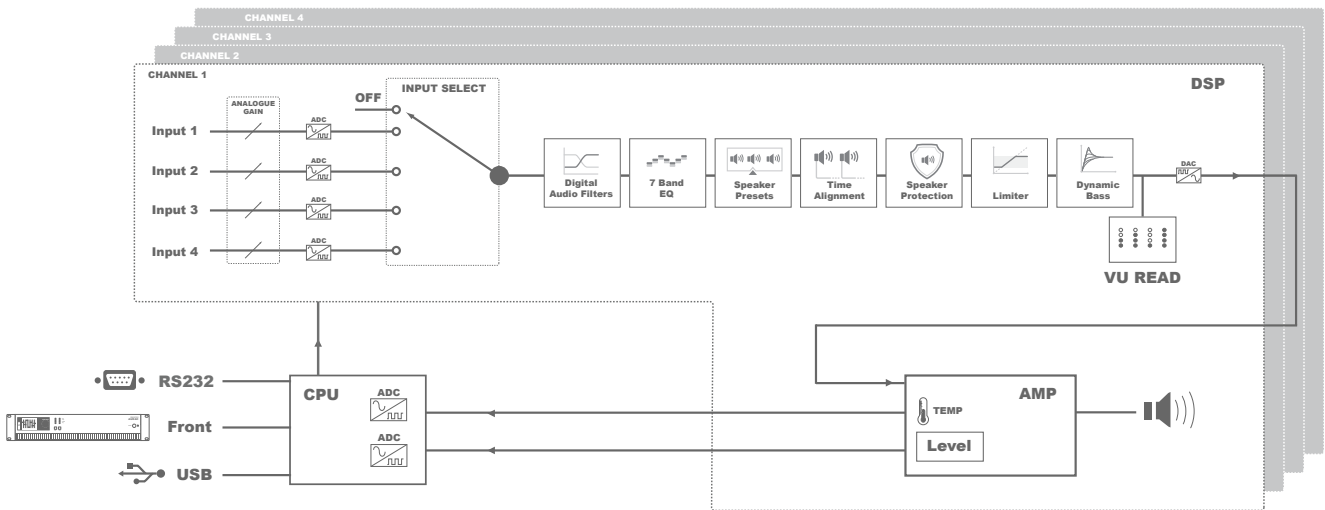 CHANNEL 4
CHANNEL 3
CHANNEL 2
CHANNEL 1
DSP
INPUT SELECT
OFF
ANALOGUE
GAIN
Input 1
ADC
Input 2
ADC
Input 3
ADC
Input 4
ADC
Digital
Audio Filters
7 Band
EQ
Speaker
Presets
Time
Alignment
Speaker
Protection
Limiter
Dynamic
Bass
DAC
VU READ
RS232
Front
USB
CPU
ADC
ADC
AMP
TEMP
Level